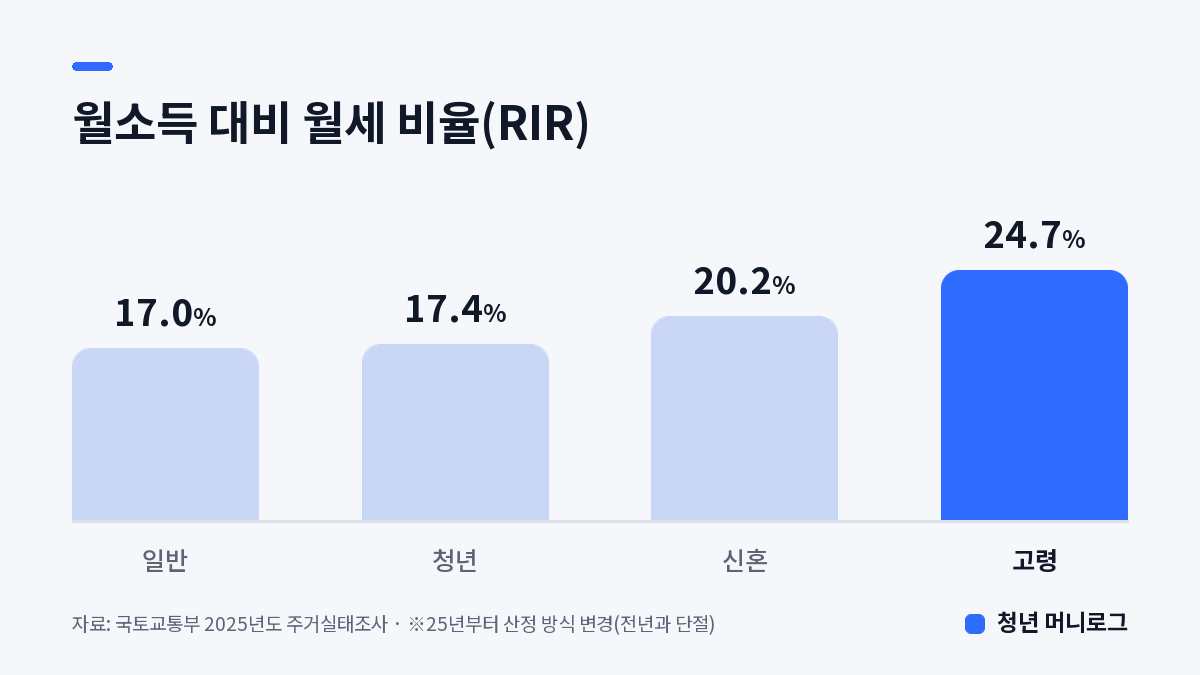 월소득 대비 월세 비율(RIR)
17.0%
17.4%
20.2%
24.7%
일반
청년
신혼
고령
자료: 국토교통부 2025년도 주거실태조사 · ※25년부터 산정 방식 변경(전년과 단절)
청년 머니로그